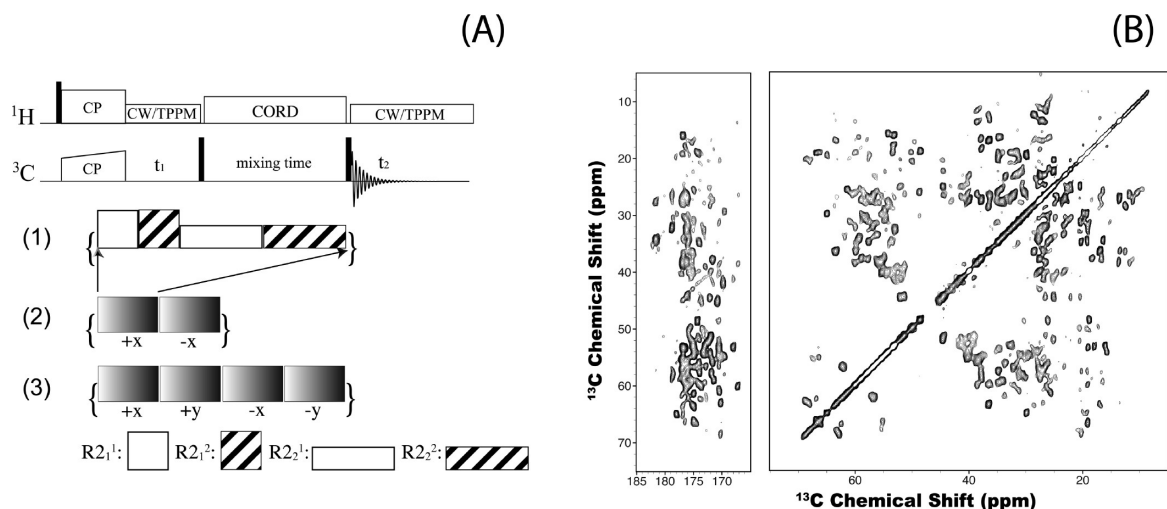 (A)
¹H
CP
CW/TPPM
CORD
CW/TPPM
³C
CP
t₁
mixing time
t₂
(1)
{ }
(2)
{ }
+x -x
(3)
{ }
+x +y -x -y
R2₁¹: R2₁²: R2₂¹: R2₂²:
(B)
¹³C Chemical Shift (ppm)
10
20
30
40
50
60
70
185 180 175 170
60 40 20
¹³C Chemical Shift (ppm)